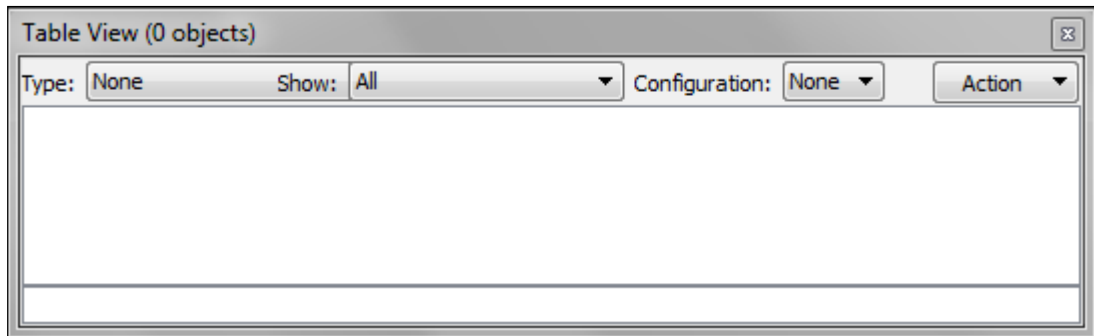 Table View (0 objects)
Type: None Show: All Configuration: None Action